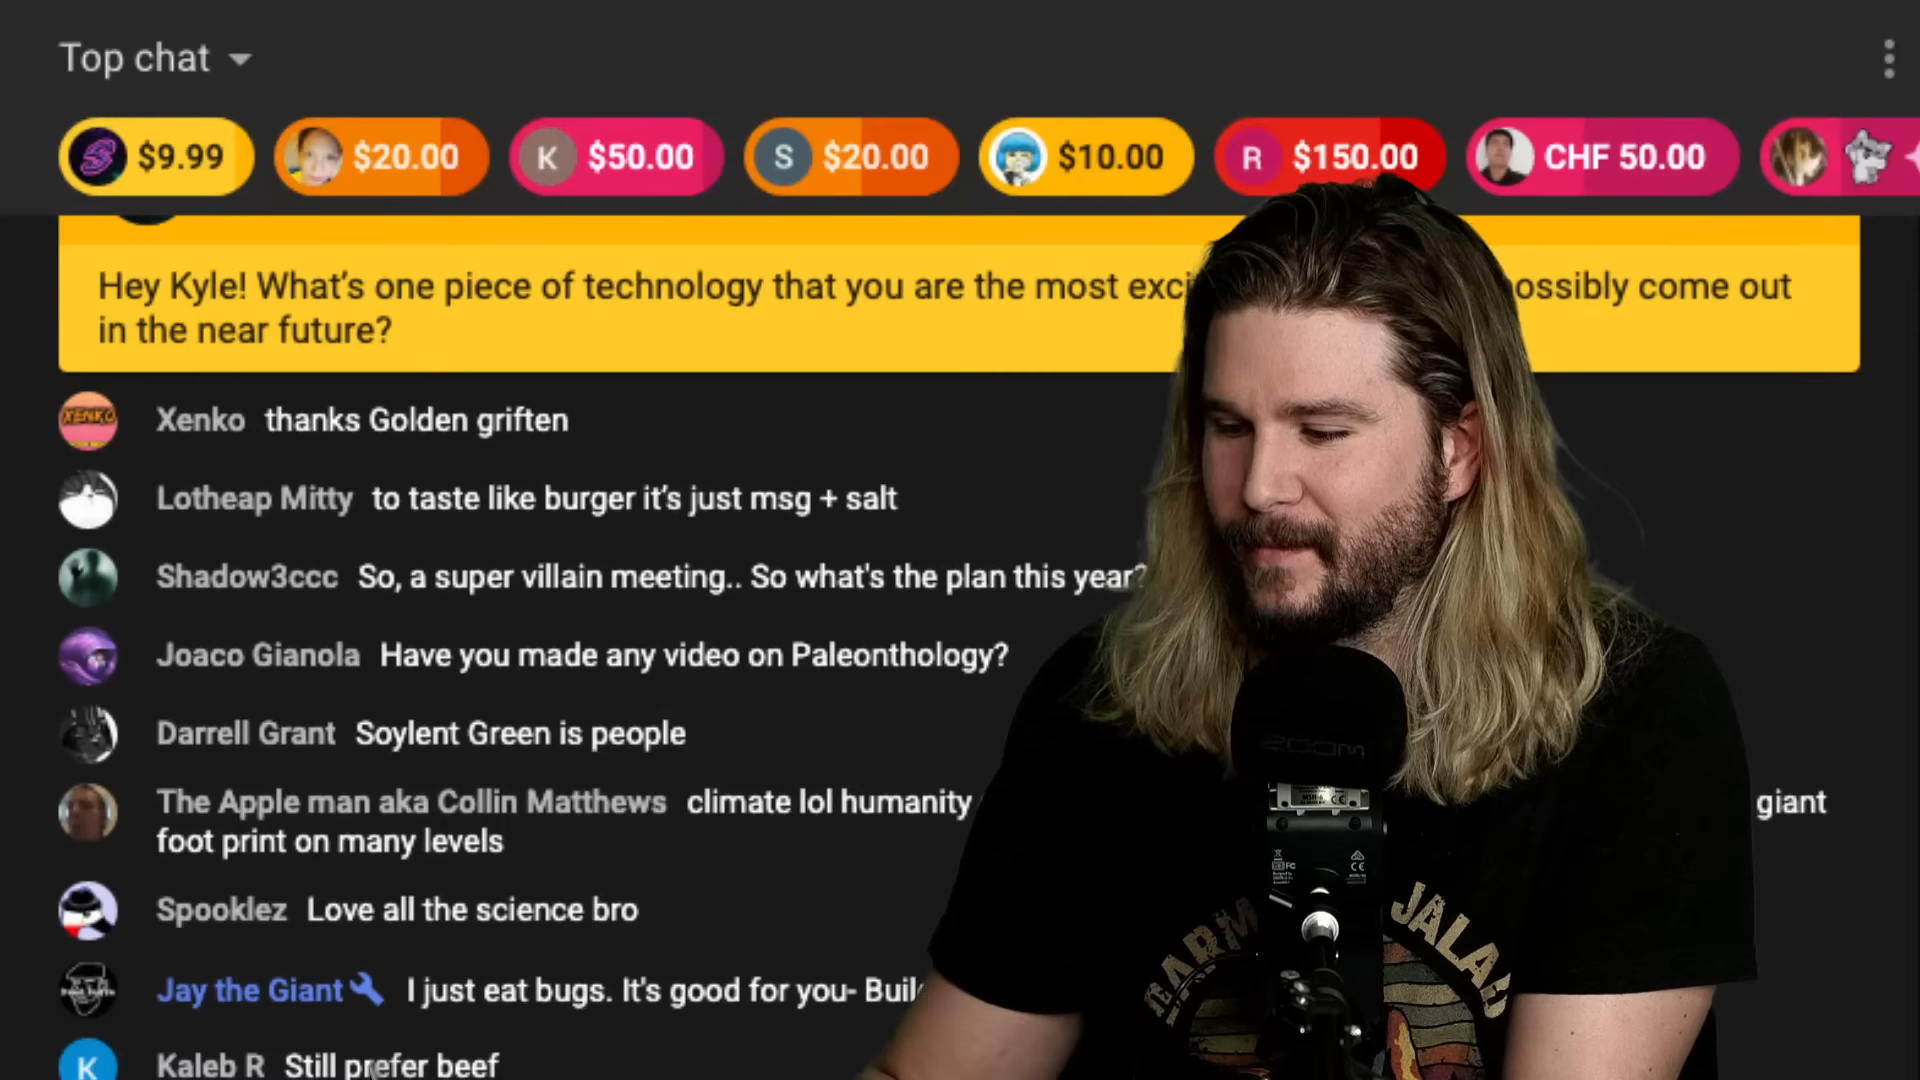 Top chat
$9.99 $20.00 K $50.00 S $20.00 $10.00 R $150.00 CHF 50.00
Hey Kyle! What's one piece of technology that you are the most exci ossibly come out
in the near future?
XENKO Xenko thanks Golden griften
Lotheap Mitty to taste like burger it's just msg + salt
Shadow3ccc So, a super villain meeting.. So what's the plan this year?
Joaco Gianola Have you made any video on Paleonthology?
Darrell Grant Soylent Green is people
The Apple man aka Collin Matthews climate lol humanity giant
foot print on many levels
Spooklez Love all the science bro
Jay the Giant I just eat bugs. It's good for you- Buil
K Kaleb R Still prefer beef
zoom
JALAD